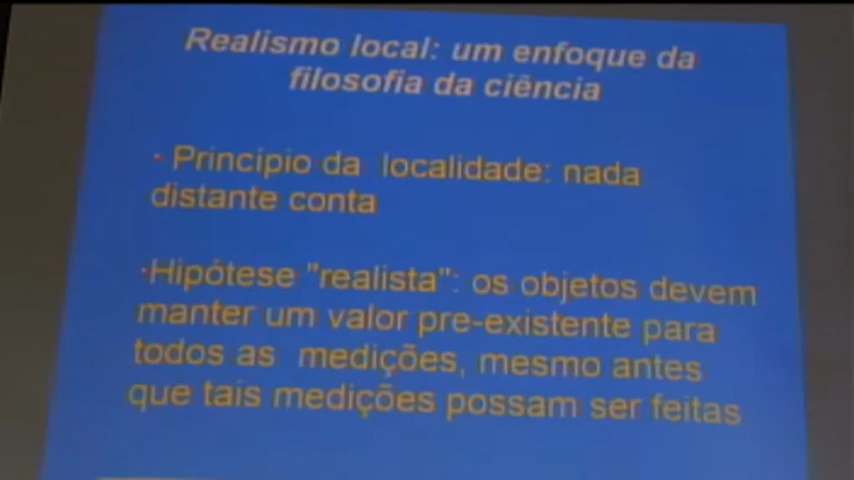 Realismo local: um enfoque da
filosofia da ciência
· Princípio da localidade: nada
distante conta
·Hipótese "realista": os objetos devem
manter um valor pre-existente para
todos as medições, mesmo antes
que tais medições possam ser feitas